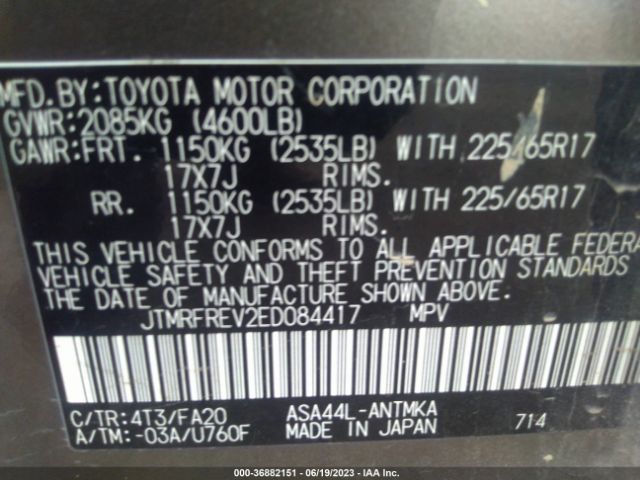 MFD.BY:TOYOTA MOTOR CORPORATION
GVWR:2085KG (4600LB)
GAWR:FRT. 1150KG (2535LB) WITH 225/65R17
17X7J RIMS.
RR. 1150KG (2535LB) WITH 225/65R17
17X7J RIMS.
THIS VEHICLE CONFORMS TO ALL APPLICABLE FEDERA
VEHICLE SAFETY AND THEFT PREVENTION STANDARDS
THE DATE OF MANUFACTURE SHOWN ABOVE.
JTMRFREV2ED084417 MPV
C/TR:4T3/FA20 ASA44L-ANTMKA
A/TM:-03A/U760F MADE IN JAPAN 714
000-36882151 - 06/19/2023 - IAA Inc.